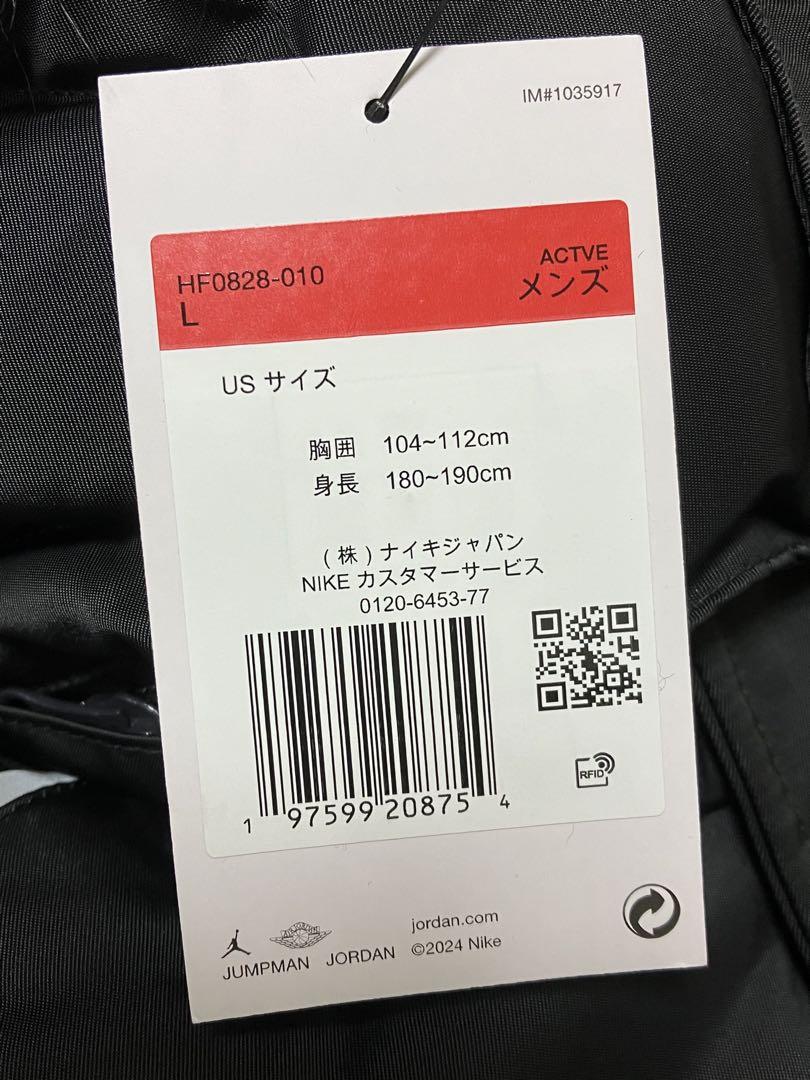 IM#1035917
HF0828-010 ACTVE
L メンズ
US サイズ
胸囲 104~112cm
身長 180~190cm
(株)ナイキジャパン
NIKE カスタマーサービス
0120-6453-77
1 97599 20875 4
RFID
AIR JORDAN
jordan.com
JUMPMAN JORDAN ©2024 Nike